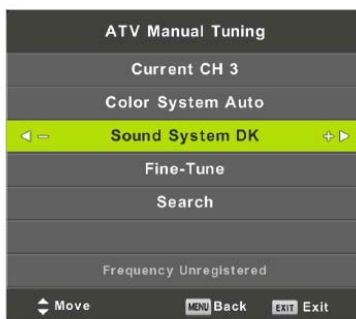 ATV Manual Tuning
Current CH 3
Color System Auto
Sound System DK
Fine-Tune
Search
Frequency Unregistered
Move MENU Back EXIT Exit